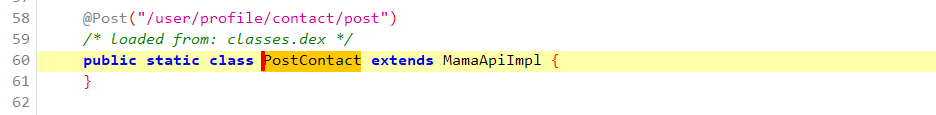 58 @Post("/user/profile/contact/post")
59 /* loaded from: classes.dex */
60 public static class PostContact extends MamaApiImpl {
61 }
62